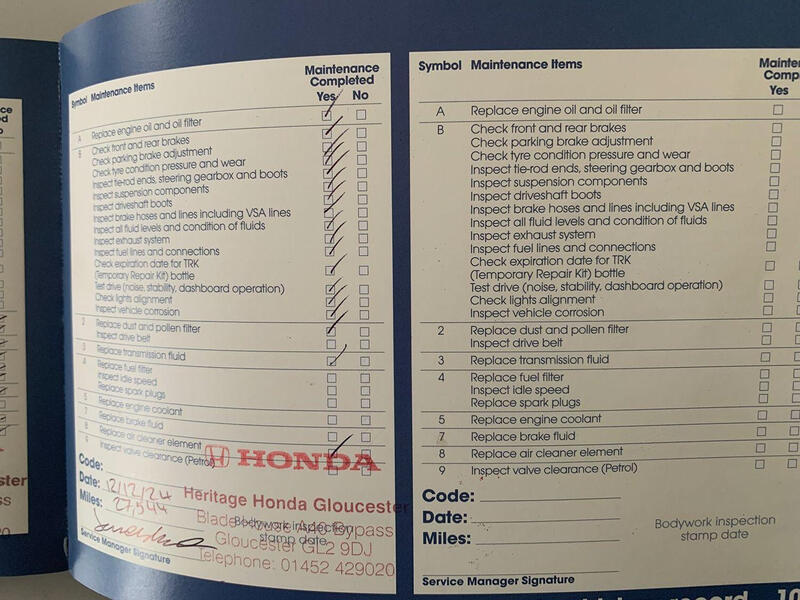 Maintenance
Completed
Symbol Maintenance Items
Yes No
A Replace engine oil and oil filter
B Check front and rear brakes
Check parking brake adjustment
Check tyre condition pressure and wear
Inspect tie-rod ends, steering gearbox and boots
Inspect suspension components
Inspect driveshaft boots
Inspect brake hoses and lines including VSA lines
Inspect all fluid levels and condition of fluids
Inspect exhaust system
Inspect fuel lines and connections
Check expiration date for TRK
(Temporary Repair Kit) bottle
Test drive (noise, stability, dashboard operation)
Check lights alignment
Inspect vehicle corrosion
2 Replace dust and pollen filter
Inspect drive belt
3 Replace transmission fluid
4 Replace fuel filter
Inspect idle speed
Replace spark plugs
5 Replace engine coolant
7 Replace brake fluid
8 Replace air cleaner element
9 Inspect valve clearance (Petrol)
HONDA
Code:
Date: 12/12/24
Miles: 27,544
Heritage Honda Gloucester
Bypass
Gloucester GL2 9DJ
Telephone: 01452 429020
Bodywork inspection
stamp date
Service Manager Signature
Symbol Maintenance Items
Yes
A Replace engine oil and oil filter
B Check front and rear brakes
Check parking brake adjustment
Check tyre condition pressure and wear
Inspect tie-rod ends, steering gearbox and boots
Inspect suspension components
Inspect driveshaft boots
Inspect brake hoses and lines including VSA lines
Inspect all fluid levels and condition of fluids
Inspect exhaust system
Inspect fuel lines and connections
Check expiration date for TRK
(Temporary Repair Kit) bottle
Test drive (noise, stability, dashboard operation)
Check lights alignment
Inspect vehicle corrosion
2 Replace dust and pollen filter
Inspect drive belt
3 Replace transmission fluid
4 Replace fuel filter
Inspect idle speed
Replace spark plugs
5 Replace engine coolant
7 Replace brake fluid
8 Replace air cleaner element
9 Inspect valve clearance (Petrol)
Code:
Date:
Miles:
Bodywork inspection
stamp date
Service Manager Signature
record 10